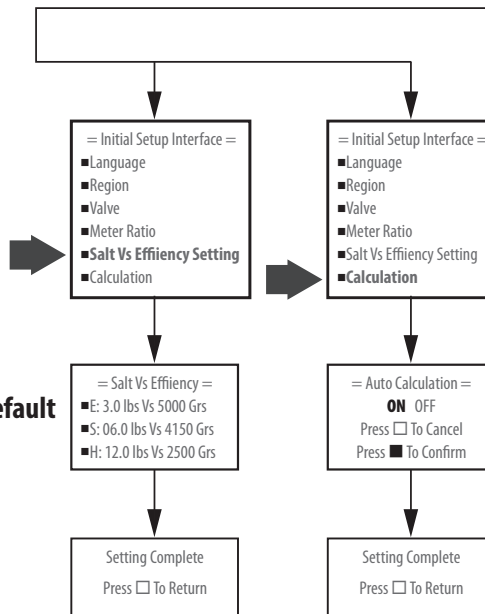 = Initial Setup Interface =
■Language
■Region
■Valve
■Meter Ratio
■Salt Vs Effiiency Setting
■Calculation
= Initial Setup Interface =
■Language
■Region
■Valve
■Meter Ratio
■Salt Vs Effiiency Setting
■Calculation
efault
= Salt Vs Effiiency =
■E: 3.0 lbs Vs 5000 Grs
■S: 06.0 lbs Vs 4150 Grs
■H: 12.0 lbs Vs 2500 Grs
= Auto Calculation =
ON OFF
Press □ To Cancel
Press ■ To Confirm
Setting Complete
Press □ To Return
Setting Complete
Press □ To Return